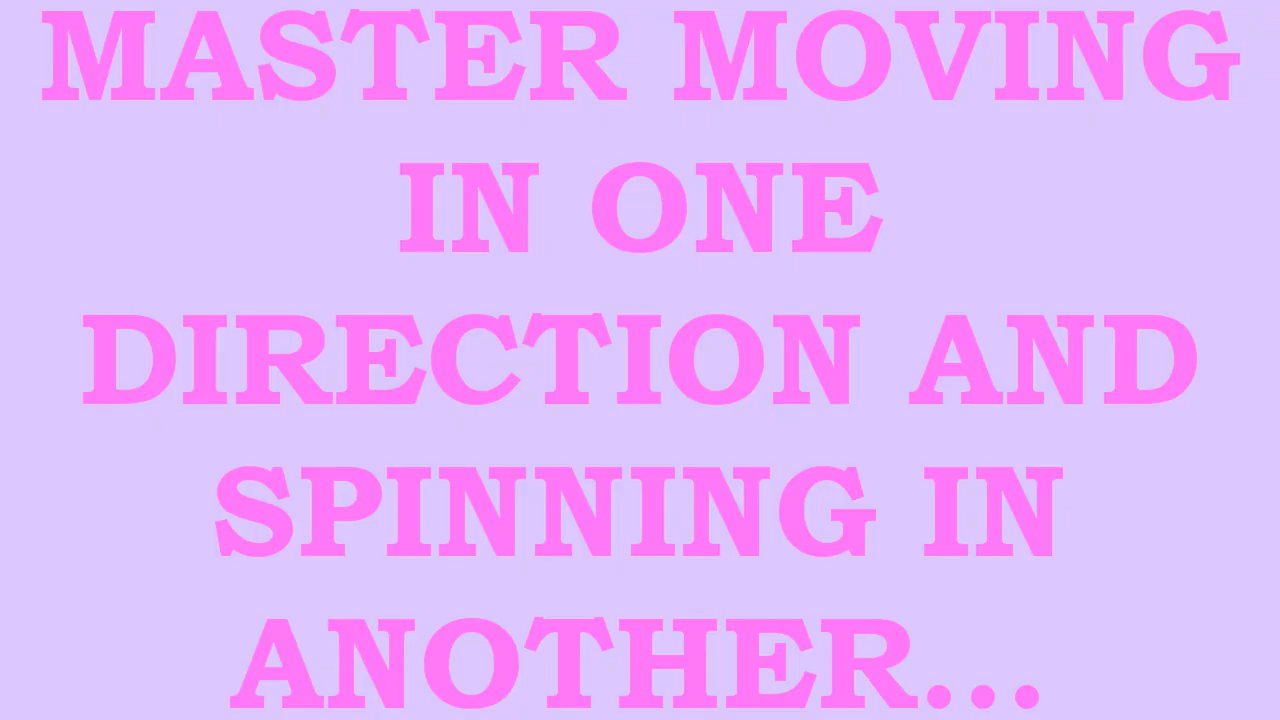 MASTER MOVING
IN ONE
DIRECTION AND
SPINNING IN
ANOTHER...